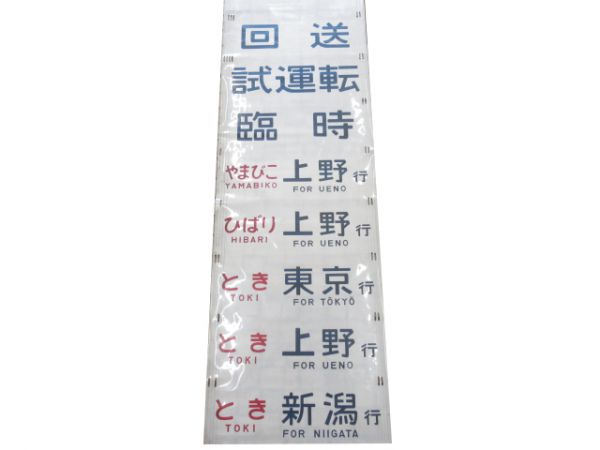 回送
試運転
臨時
やまびこ 上野行
YAMABIKO FOR UENO
ひばり 上野行
HIBARI FOR UENO
とき 東京行
TOKI FOR TŌKYŌ
とき 上野行
TOKI FOR UENO
とき 新潟行
TOKI FOR NIIGATA